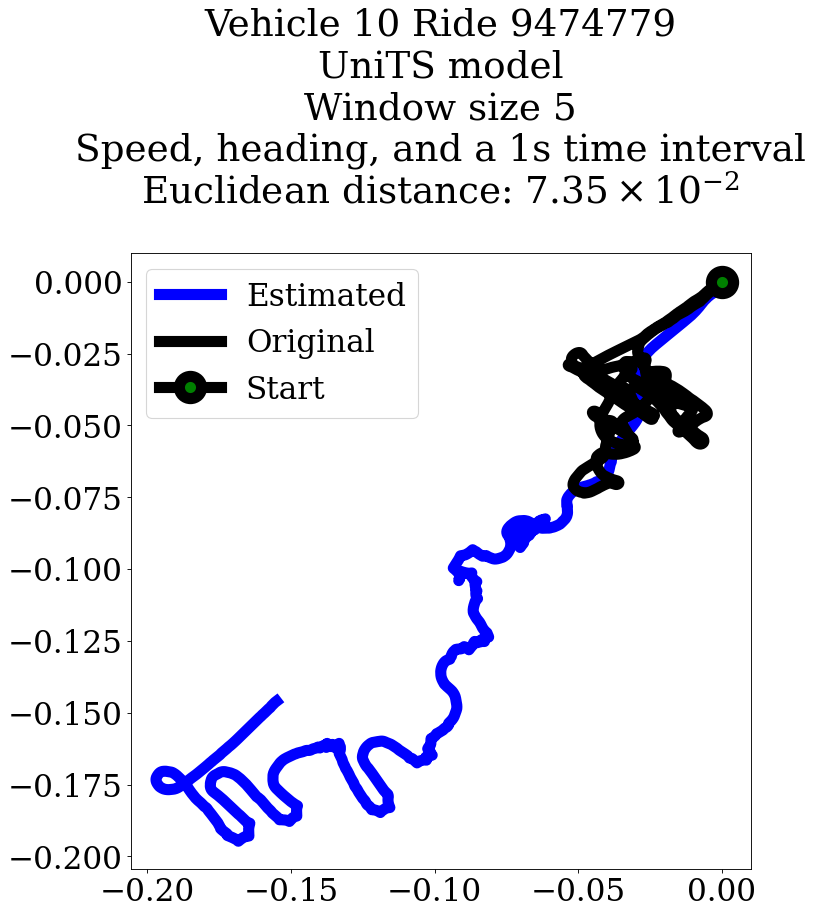 Vehicle 10 Ride 9474779
UniTS model
Window size 5
Speed, heading, and a 1s time interval
Euclidean distance: 7.35 × 10⁻²
Estimated
Original
Start
0.000
−0.025
−0.050
−0.075
−0.100
−0.125
−0.150
−0.175
−0.200
−0.20 −0.15 −0.10 −0.05 0.00